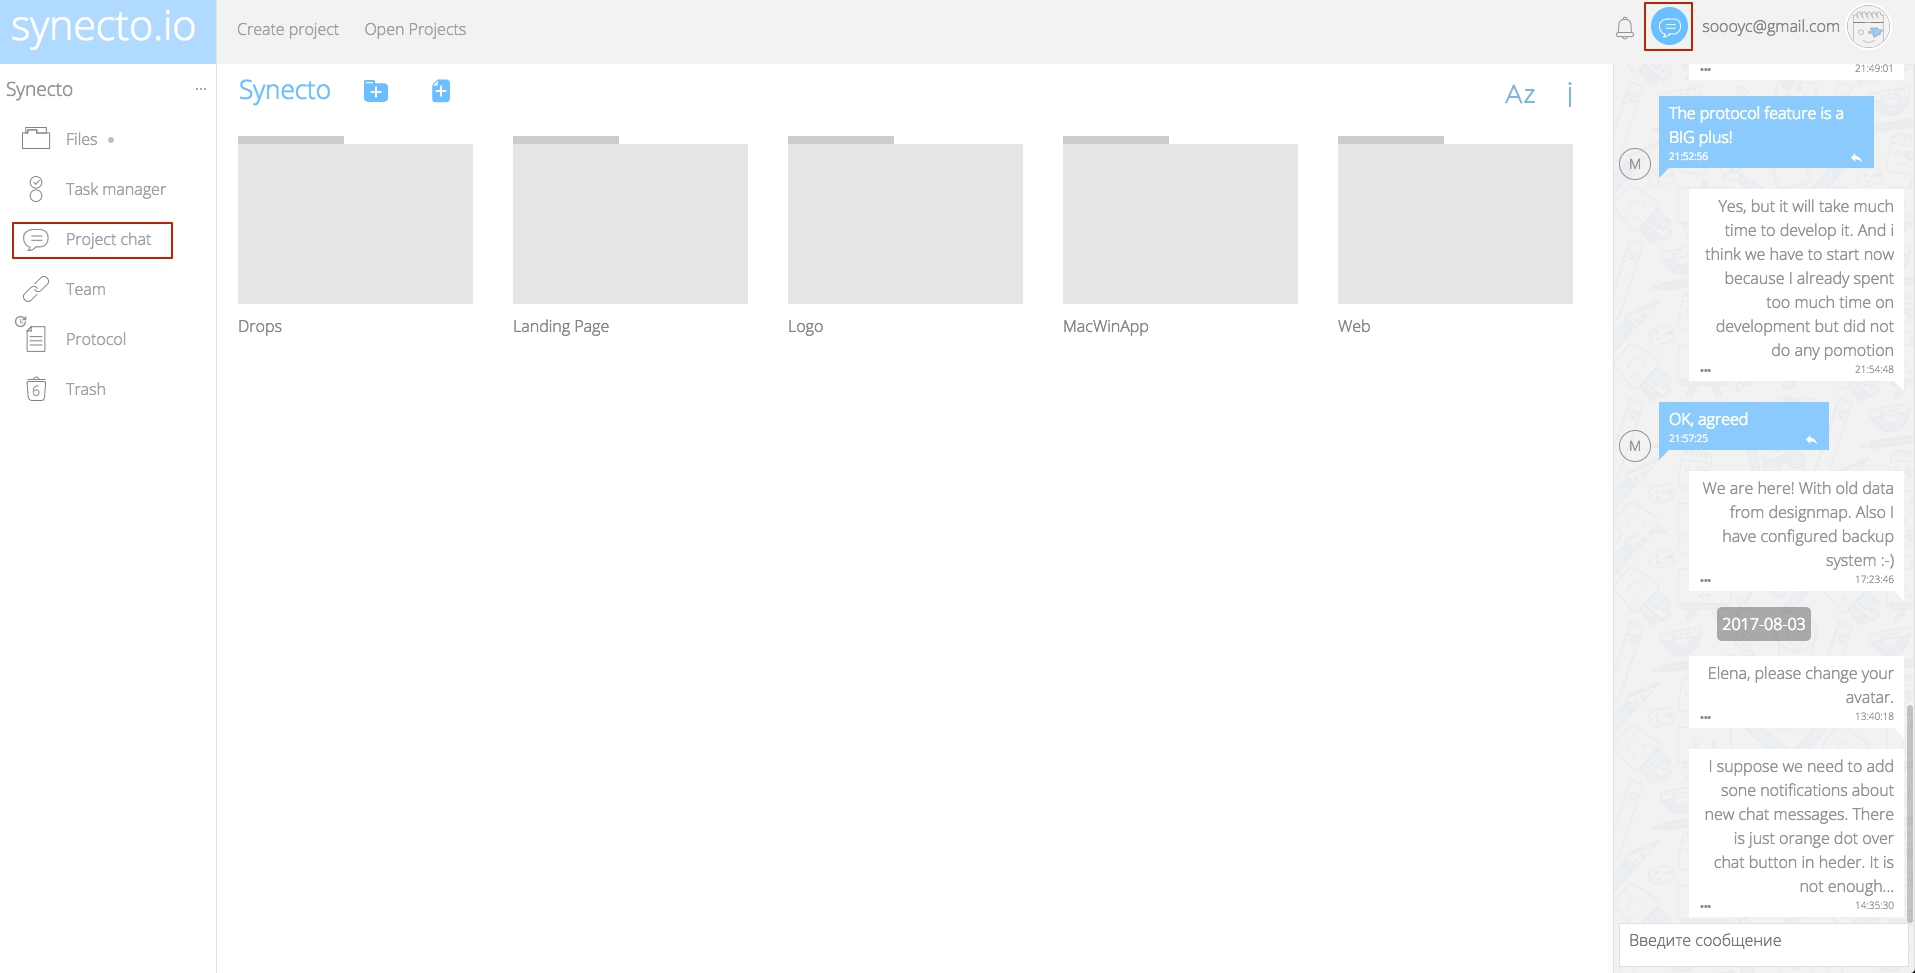 synecto.io
Create project
Open Projects
soooyc@gmail.com
Synecto
...
Files
Task manager
Project chat
Team
Protocol
6
Trash
Synecto
Az
i
Drops
Landing Page
Logo
MacWinApp
Web
21:49:01
The protocol feature is a
BIG plus!
21:52:56
M
Yes, but it will take much
time to develop it. And i
think we have to start now
because I already spent
too much time on
development but did not
do any pomotion
21:54:48
OK, agreed
21:57:25
M
We are here! With old data
from designmap. Also I
have configured backup
system :-)
17:23:46
2017-08-03
Elena, please change your
avatar.
13:40:18
I suppose we need to add
sone notifications about
new chat messages. There
is just orange dot over
chat button in heder. It is
not enough...
14:35:30
Введите сообщение